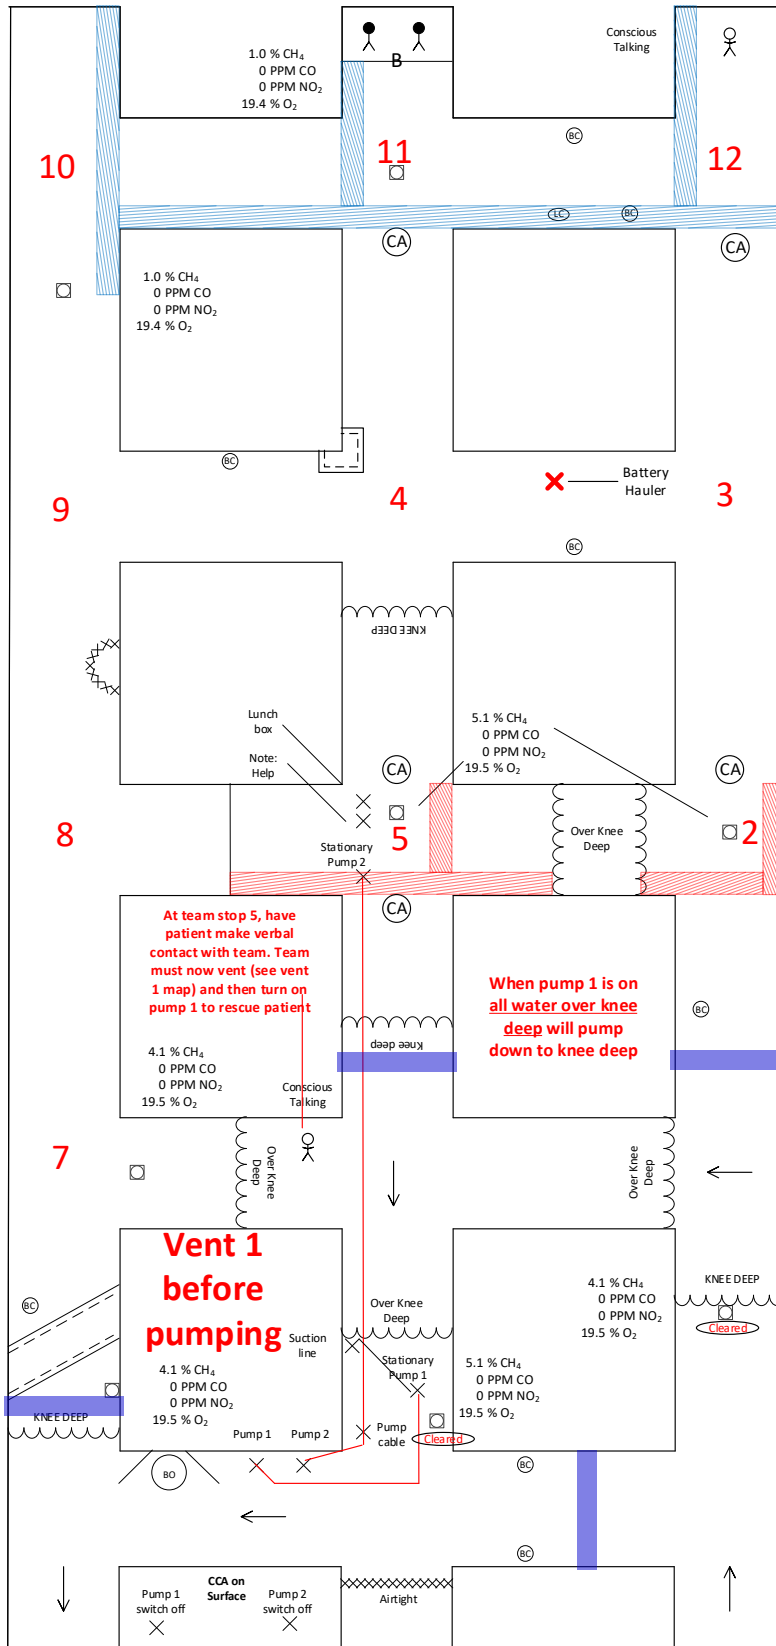 Conscious
Talking
1.0 % CH₄
0 PPM CO
0 PPM NO₂
19.4 % O₂
B
BC
10
11
12
LC
BC
CA
CA
1.0 % CH₄
0 PPM CO
0 PPM NO₂
19.4 % O₂
BC
9
4
3
Battery
Hauler
BC
KNEE DEEP
Lunch
box
Note:
Help
5.1 % CH₄
0 PPM CO
0 PPM NO₂
19.5 % O₂
CA
CA
8
5
2
Over Knee
Deep
Stationary
Pump 2
CA
At team stop 5, have
patient make verbal
contact with team. Team
must now vent (see vent
1 map) and then turn on
pump 1 to rescue patient
When pump 1 is on
all water over knee
deep will pump
down to knee deep
BC
Knee deep
4.1 % CH₄
0 PPM CO
0 PPM NO₂
19.5 % O₂
Conscious
Talking
7
Over Knee
Deep
Over Knee
Deep
Vent 1
before
pumping
BC
Over Knee
Deep
4.1 % CH₄
0 PPM CO
0 PPM NO₂
19.5 % O₂
KNEE DEEP
Cleared
Suction
line
Stationary
Pump 1
4.1 % CH₄
0 PPM CO
0 PPM NO₂
19.5 % O₂
5.1 % CH₄
0 PPM CO
0 PPM NO₂
19.5 % O₂
KNEE DEEP
Pump 1
Pump 2
Pump
cable
Cleared
BO
BC
BC
Pump 1
switch off
CCA on
Surface
Pump 2
switch off
Airtight